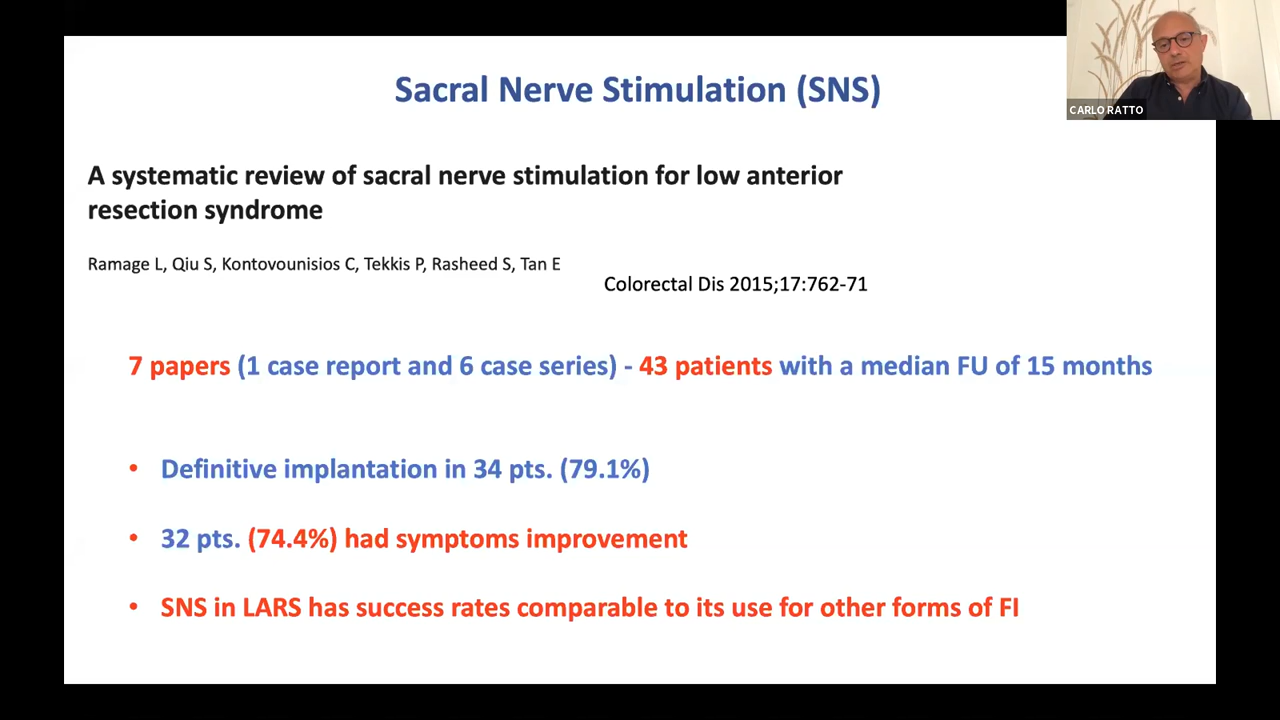 Sacral Nerve Stimulation (SNS)
CARLO RATTO
A systematic review of sacral nerve stimulation for low anterior
resection syndrome
Ramage L, Qiu S, Kontovounisios C, Tekkis P, Rasheed S, Tan E
Colorectal Dis 2015;17:762-71
7 papers (1 case report and 6 case series) - 43 patients with a median FU of 15 months
• Definitive implantation in 34 pts. (79.1%)
• 32 pts. (74.4%) had symptoms improvement
• SNS in LARS has success rates comparable to its use for other forms of FI